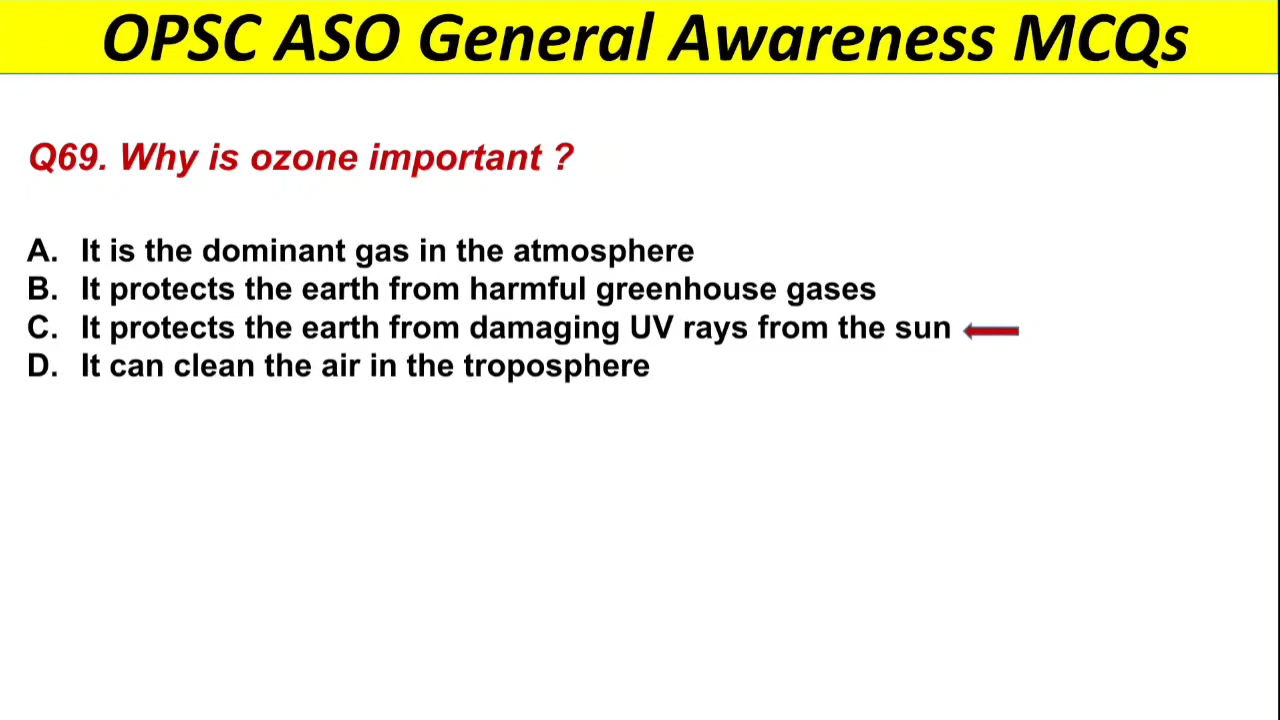 OPSC ASO General Awareness MCQs
Q69. Why is ozone important ?
A. It is the dominant gas in the atmosphere
B. It protects the earth from harmful greenhouse gases
C. It protects the earth from damaging UV rays from the sun
D. It can clean the air in the troposphere